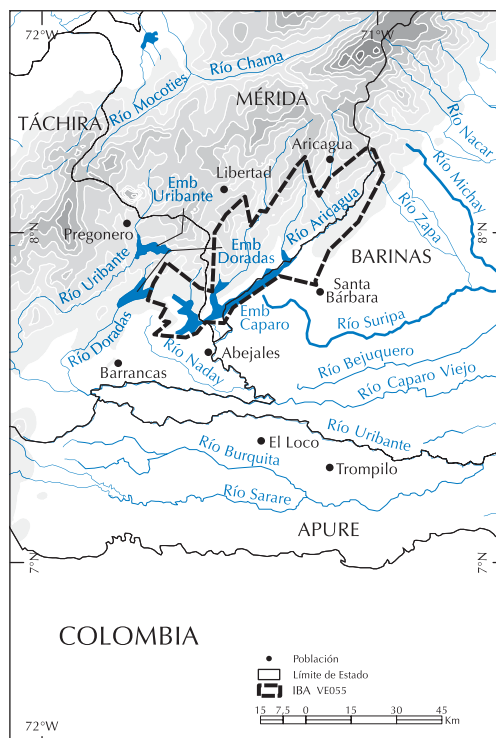 72°W
71°W
Río Chama
Río Mocoties
MÉRIDA
TÁCHIRA
Río Nacar
Aricagua
Río Michay
Libertad
Emb
Uribante
Río Aricagua
Río Zapa
8°N
8°N
Pregonero
Emb
Doradas
BARINAS
Río Uribante
Santa
Bárbara
Emb
Caparo
Río Suripa
Río Doradas
Río Naday
Abejales
Río Bejuquero
Barrancas
Río Caparo Viejo
Río Uribante
El Loco
Río Burquita
Trompilo
Río Sarare
APURE
7°N
7°N
COLOMBIA
Población
Límite de Estado
IBA VE055
15 7,5 0 15 30 45
Km
72°W